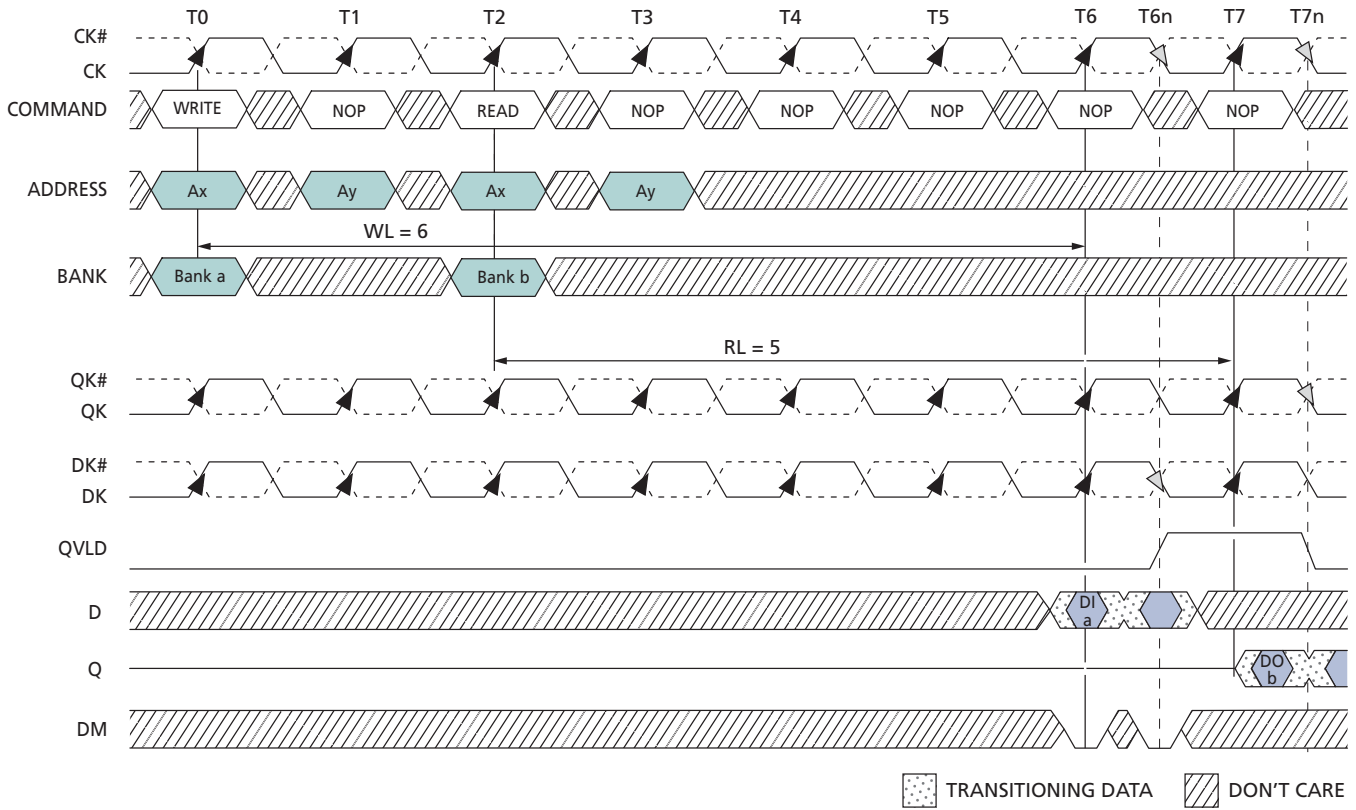 T0 T1 T2 T3 T4 T5 T6 T6n T7 T7n
CK#
CK
COMMAND WRITE NOP READ NOP NOP NOP NOP NOP
ADDRESS Ax Ay Ax Ay
WL = 6
BANK Bank a Bank b
RL = 5
QK#
QK
DK#
DK
QVLD
D DI a
Q DO b
DM
TRANSITIONING DATA DON'T CARE